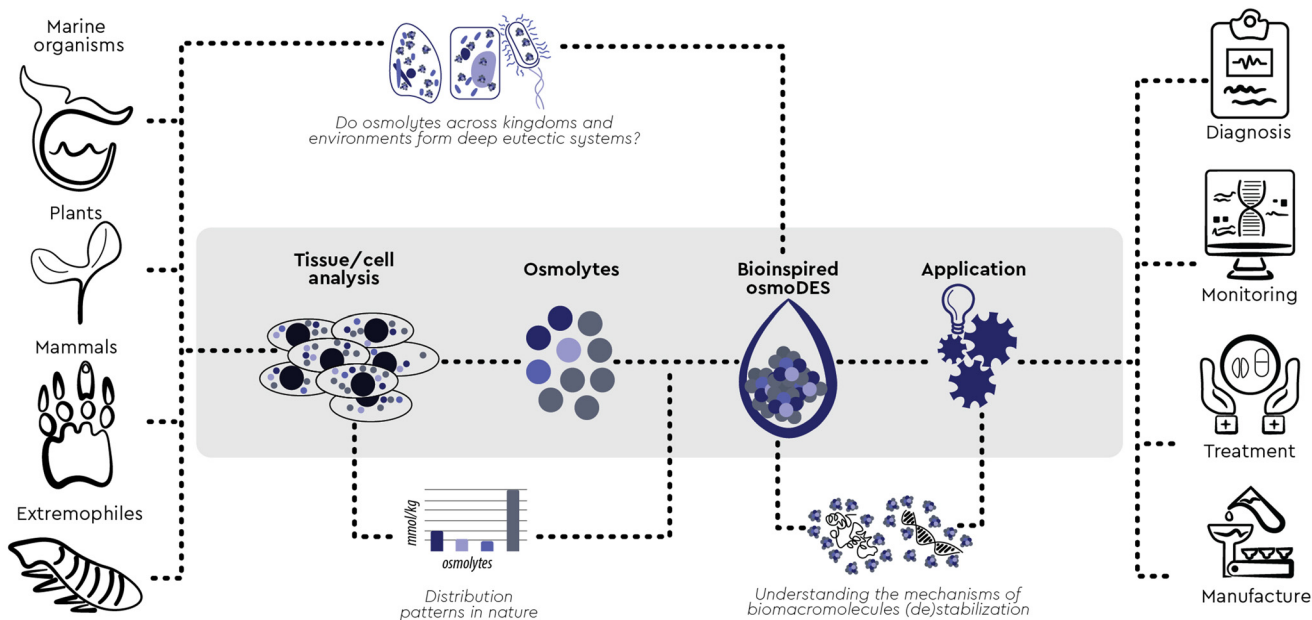 Marine
organisms
Plants
Mammals
Extremophiles
Do osmolytes across kingdoms and
environments form deep eutectic systems?
Tissue/cell
analysis
Osmolytes
Bioinspired
osmoDES
Application
mmol/kg
osmolytes
Distribution
patterns in nature
Understanding the mechanisms of
biomacromolecules (de)stabilization
Diagnosis
Monitoring
Treatment
Manufacture